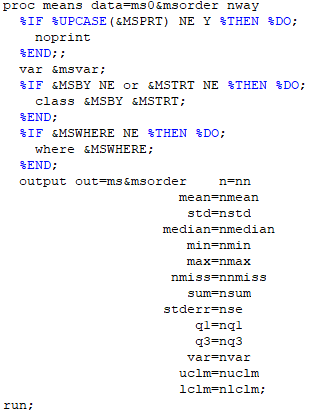 proc means data=ms0&msorder nway
%IF %UPCASE(&MSPRT) NE Y %THEN %DO;
noprint
%END;;
var &msvar;
%IF &MSBY NE or &MSTRT NE %THEN %DO;
class &MSBY &MSTRT;
%END;
%IF &MSWHERE NE %THEN %DO;
where &MSWHERE;
%END;
output out=ms&msorder n=nn
mean=nmean
std=nstd
median=nmedian
min=nmin
max=nmax
nmiss=nnmiss
sum=nsum
stderr=nse
q1=nq1
q3=nq3
var=nvar
uclm=nuclm
lclm=nlclm;
run;